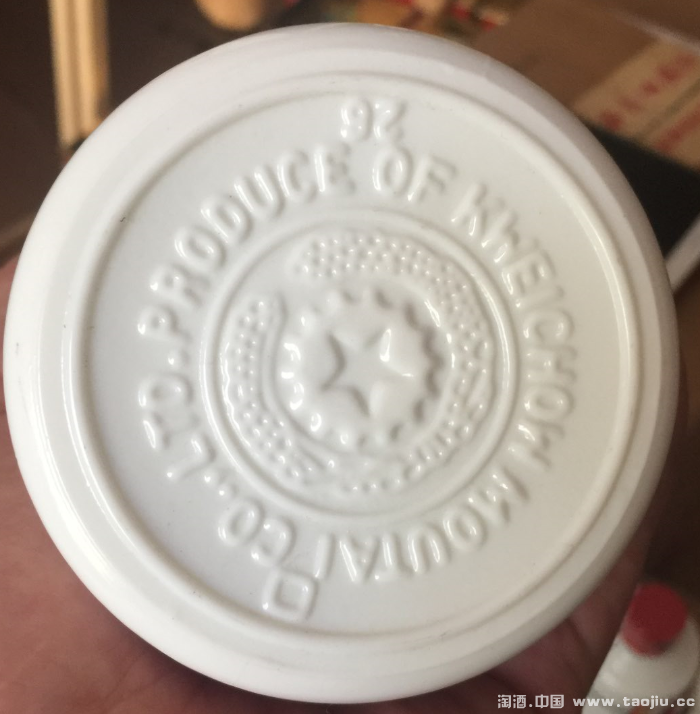 26
PRODUCE OF KWEICHOW MOUTAI CO.,LTD.
淘酒.中国 www.taojiu.cc